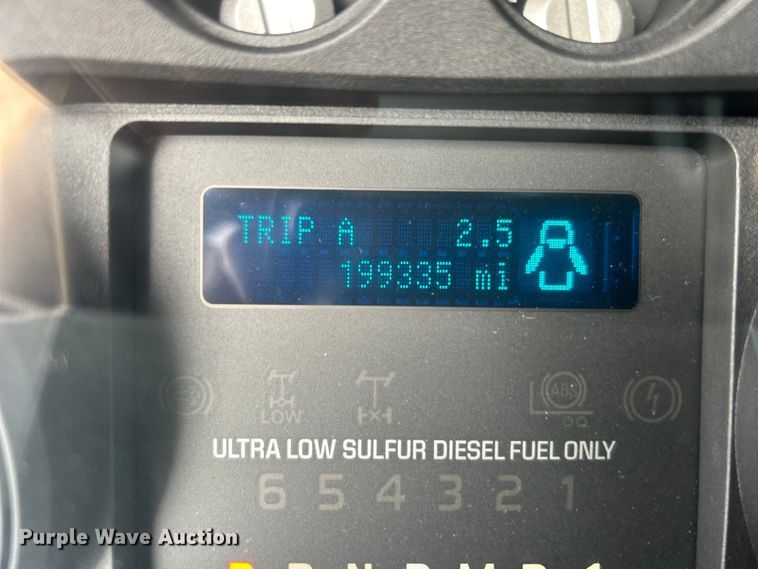 TRIP A 2.5
199335 mi
LOW
ABS
ULTRA LOW SULFUR DIESEL FUEL ONLY
6 5 4 3 2 1
Purple Wave Auction